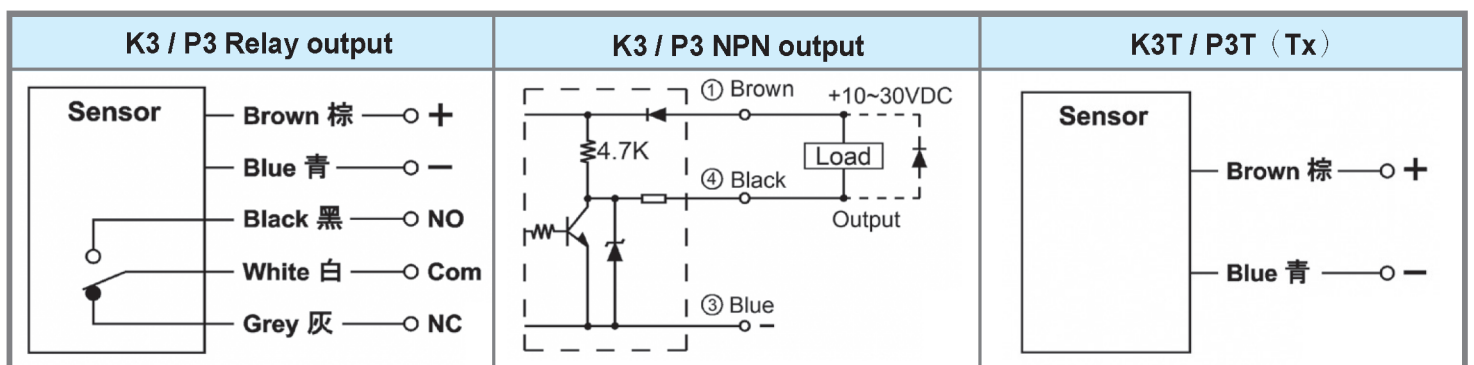 K3 / P3 Relay output
K3 / P3 NPN output
K3T / P3T（Tx）
Sensor
Brown 棕 +
Blue 青 −
Black 黑 NO
White 白 Com
Grey 灰 NC
① Brown
+10~30VDC
4.7K
Load
④ Black
Output
③ Blue
−
Sensor
Brown 棕 +
Blue 青 −